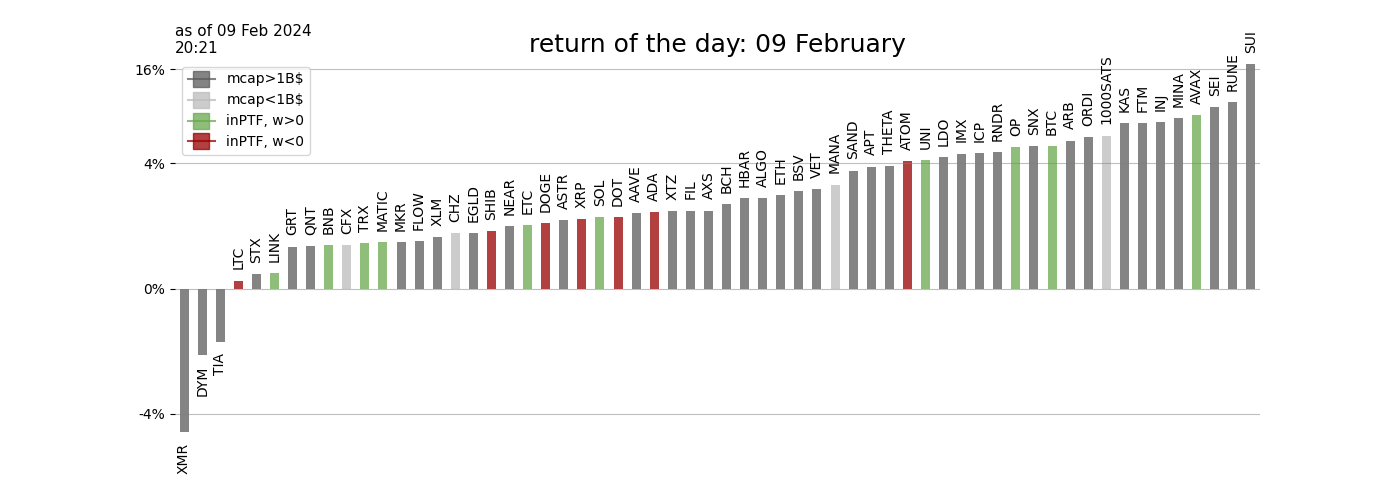 as of 09 Feb 2024
20:21
return of the day: 09 February
mcap>1B$
mcap<1B$
inPTF, w>0
inPTF, w<0
16%
4%
0%
-4%
XMR
DYM
TIA
LTC
STX
LINK
GRT
QNT
BNB
CFX
TRX
MATIC
MKR
FLOW
XLM
CHZ
EGLD
SHIB
NEAR
ETC
DOGE
ASTR
XRP
SOL
DOT
AAVE
ADA
XTZ
FIL
AXS
BCH
HBAR
ALGO
ETH
BSV
VET
MANA
SAND
APT
THETA
ATOM
UNI
LDO
IMX
ICP
RNDR
OP
SNX
BTC
ARB
ORDI
1000SATS
KAS
FTM
INJ
MINA
AVAX
SEI
RUNE
SUI